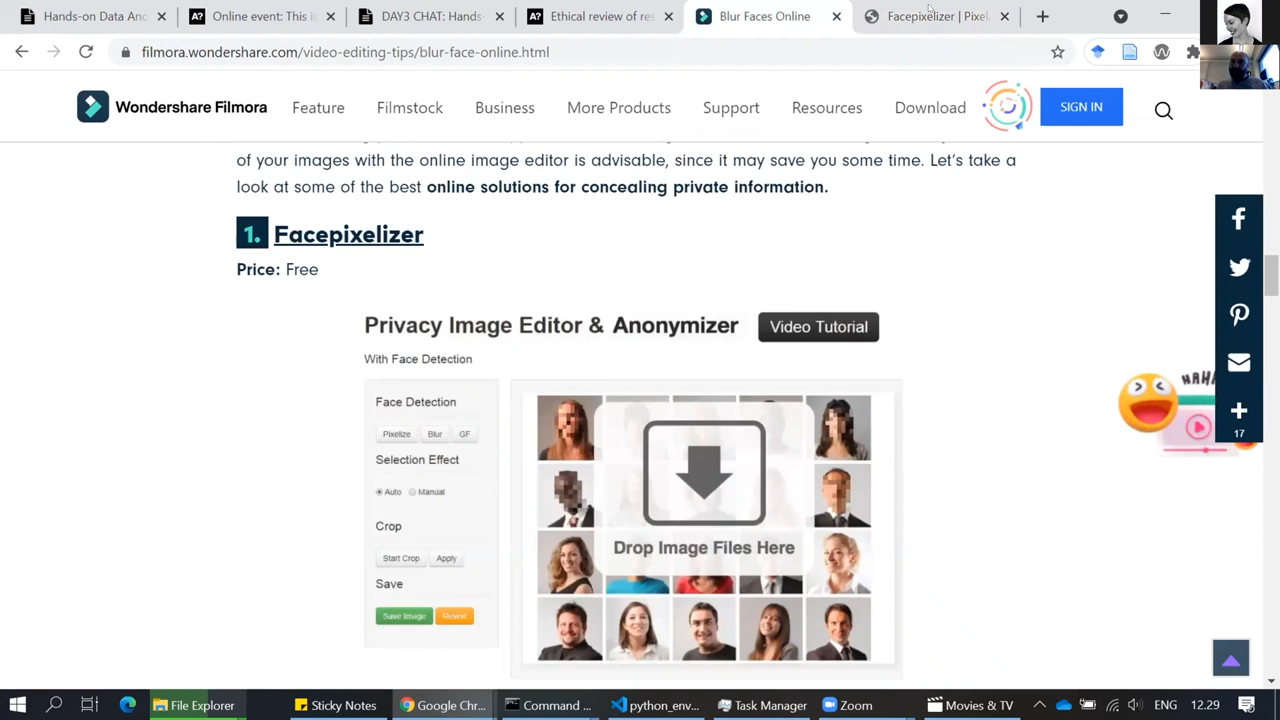 Hands-on Data And
Online event: This i
DAY3 CHAT: Hands-
Ethical review of res
Blur Faces Online
Facepixelizer | Pixel
filmora.wondershare.com/video-editing-tips/blur-face-online.html
Wondershare Filmora
Feature
Filmstock
Business
More Products
Support
Resources
Download
SIGN IN
of your images with the online image editor is advisable, since it may save you some time. Let's take a
look at some of the best online solutions for concealing private information.
1. Facepixelizer
Price: Free
Privacy Image Editor & Anonymizer
Video Tutorial
With Face Detection
Face Detection
Pixelize Blur GF
Selection Effect
Auto Manual
Crop
Start Crop Apply
Save
Save Image Revert
Drop Image Files Here
17
File Explorer
Sticky Notes
Google Chr...
Command ...
python_env...
Task Manager
Zoom
Movies & TV
ENG
12.29